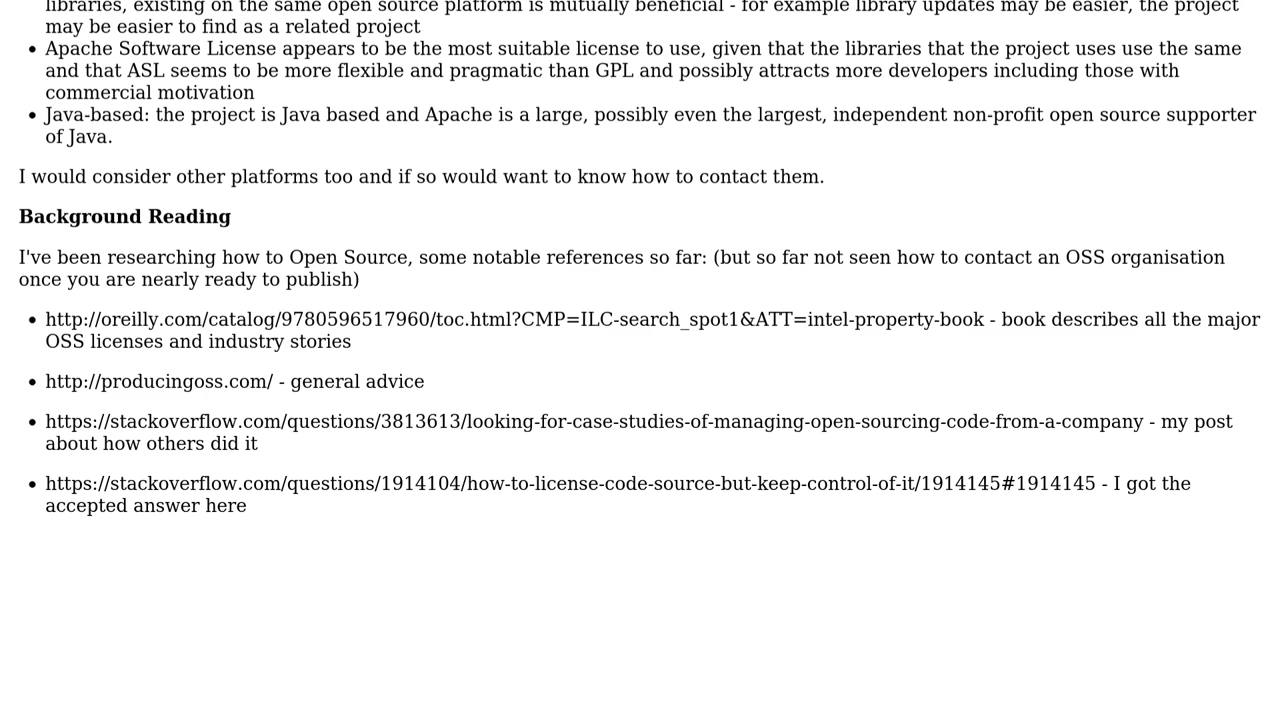 libraries, existing on the same open source platform is mutually beneficial - for example library updates may be easier, the project
may be easier to find as a related project
• Apache Software License appears to be the most suitable license to use, given that the libraries that the project uses use the same
and that ASL seems to be more flexible and pragmatic than GPL and possibly attracts more developers including those with
commercial motivation
• Java-based: the project is Java based and Apache is a large, possibly even the largest, independent non-profit open source supporter
of Java.
I would consider other platforms too and if so would want to know how to contact them.
Background Reading
I've been researching how to Open Source, some notable references so far: (but so far not seen how to contact an OSS organisation
once you are nearly ready to publish)
• http://oreilly.com/catalog/9780596517960/toc.html?CMP=ILC-search_spot1&ATT=intel-property-book - book describes all the major
OSS licenses and industry stories
• http://producingoss.com/ - general advice
• https://stackoverflow.com/questions/3813613/looking-for-case-studies-of-managing-open-sourcing-code-from-a-company - my post
about how others did it
• https://stackoverflow.com/questions/1914104/how-to-license-code-source-but-keep-control-of-it/1914145#1914145 - I got the
accepted answer here